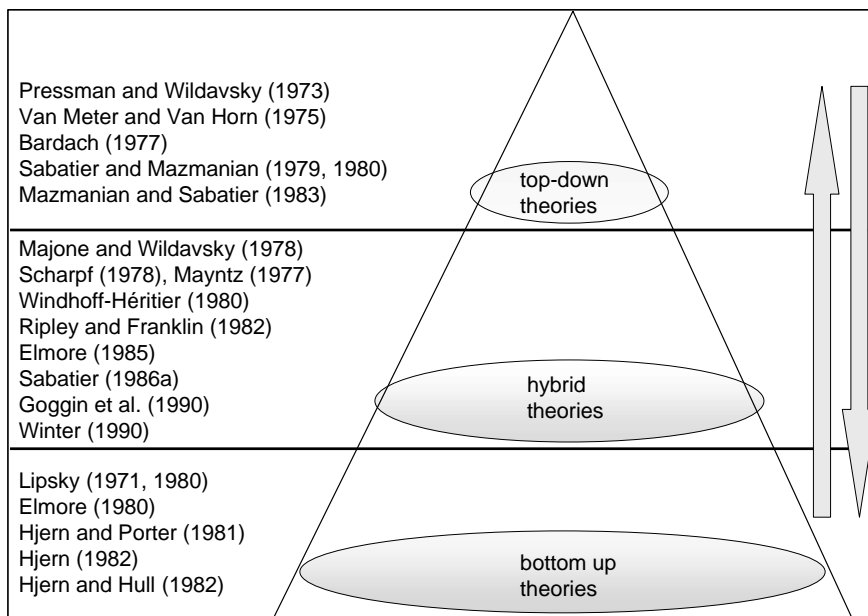 Pressman and Wildavsky (1973)
Van Meter and Van Horn (1975)
Bardach (1977)
Sabatier and Mazmanian (1979, 1980)
Mazmanian and Sabatier (1983)
top-down
theories
Majone and Wildavsky (1978)
Scharpf (1978), Mayntz (1977)
Windhoff-Héritier (1980)
Ripley and Franklin (1982)
Elmore (1985)
Sabatier (1986a)
Goggin et al. (1990)
Winter (1990)
hybrid
theories
Lipsky (1971, 1980)
Elmore (1980)
Hjern and Porter (1981)
Hjern (1982)
Hjern and Hull (1982)
bottom up
theories